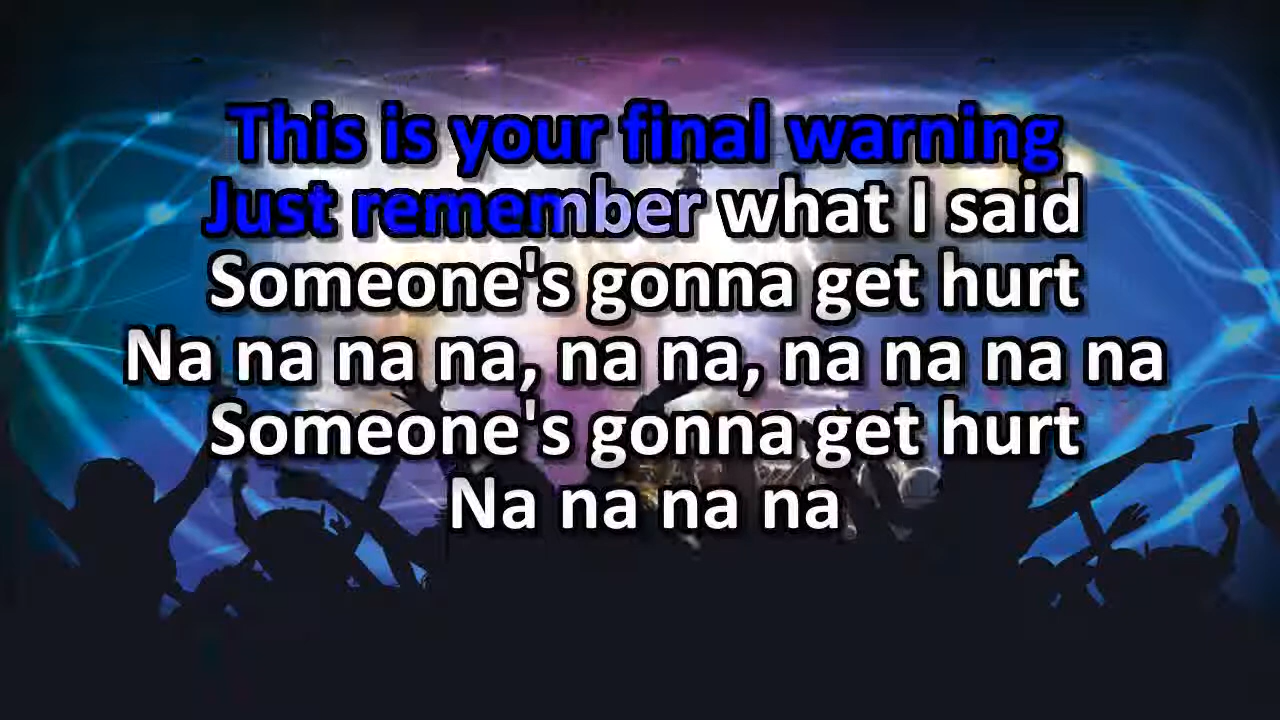 This is your final warning
Just remember what I said
Someone's gonna get hurt
Na na na na, na na, na na na na
Someone's gonna get hurt
Na na na na